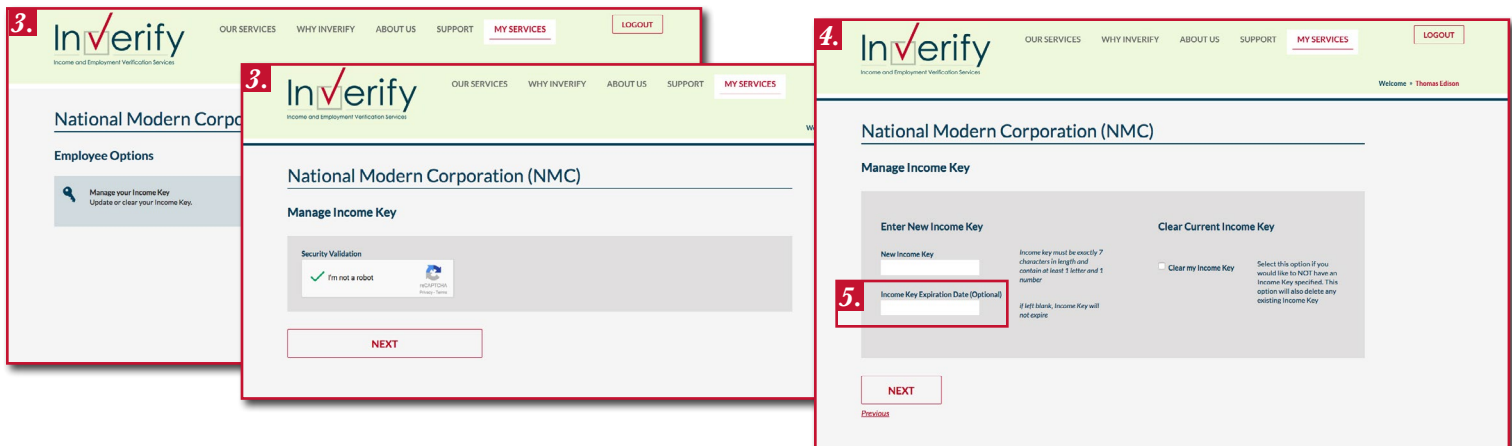 3.
Inverify
Income and Employment Verification Services
OUR SERVICES WHY INVERIFY ABOUT US SUPPORT MY SERVICES
LOGOUT
National Modern Corpo
Employee Options
Manage your Income Key
Update or clear your Income Key.
3.
Inverify
Income and Employment Verification Services
OUR SERVICES WHY INVERIFY ABOUT US SUPPORT MY SERVICES
We
National Modern Corporation (NMC)
Manage Income Key
Security Validation
I'm not a robot
reCAPTCHA
Privacy - Terms
NEXT
4.
Inverify
Income and Employment Verification Services
OUR SERVICES WHY INVERIFY ABOUT US SUPPORT MY SERVICES
LOGOUT
Welcome • Thomas Edison
National Modern Corporation (NMC)
Manage Income Key
Enter New Income Key
New Income Key
Income key must be exactly 7
characters in length and
contain at least 1 letter and 1
number
5.
Income Key Expiration Date (Optional)
if left blank, Income Key will
not expire
Clear Current Income Key
Clear my Income Key
Select this option if you
would like to NOT have an
Income Key specified. This
option will also delete any
existing Income Key
NEXT
Previous